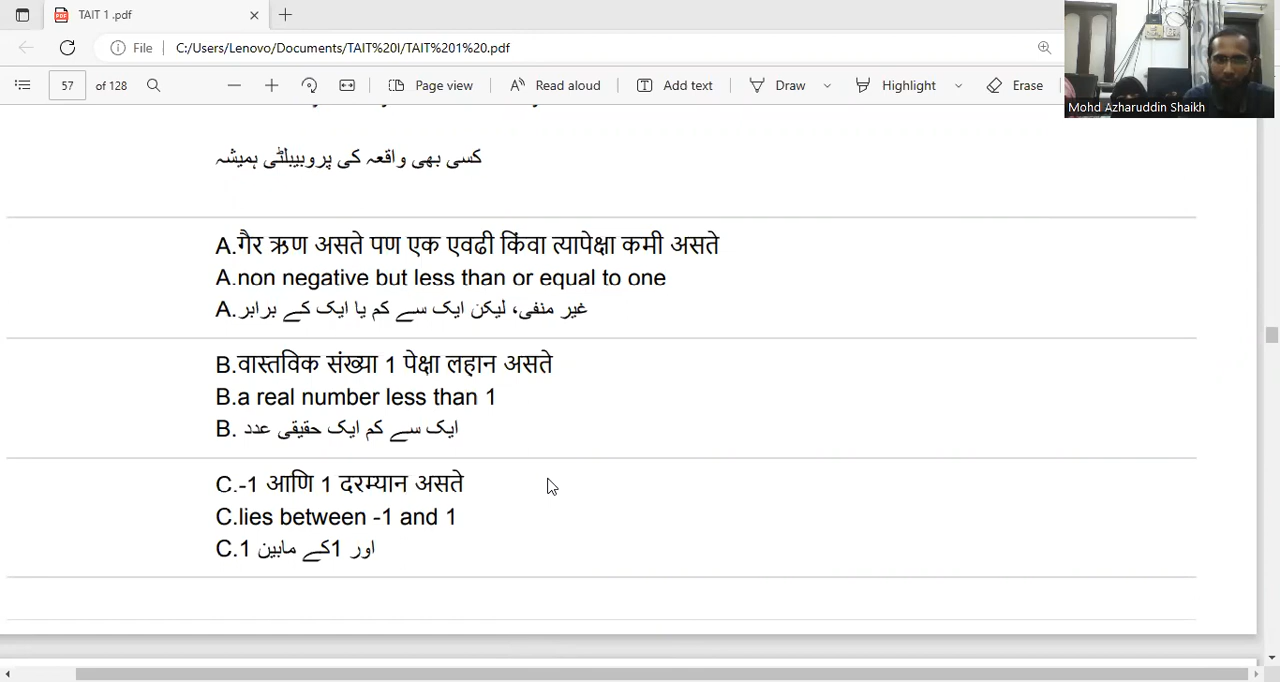 TAIT 1 .pdf
File C:/Users/Lenovo/Documents/TAIT%20I/TAIT%201%20.pdf
57 of 128 Page view Read aloud Add text Draw Highlight Erase
Mohd Azharuddin Shaikh
کسی بھی واقعہ کی پروبیبلٹی ہمیشہ
A.गैर ऋण असते पण एक एवढी किंवा त्यापेक्षा कमी असते
A.non negative but less than or equal to one
A.غیر منفی، لیکن ایک سے کم یا ایک کے برابر
B.वास्तविक संख्या 1 पेक्षा लहान असते
B.a real number less than 1
B. ایک سے کم ایک حقیقی عدد
C.-1 आणि 1 दरम्यान असते
C.lies between -1 and 1
C.1 اور 1کے مابین